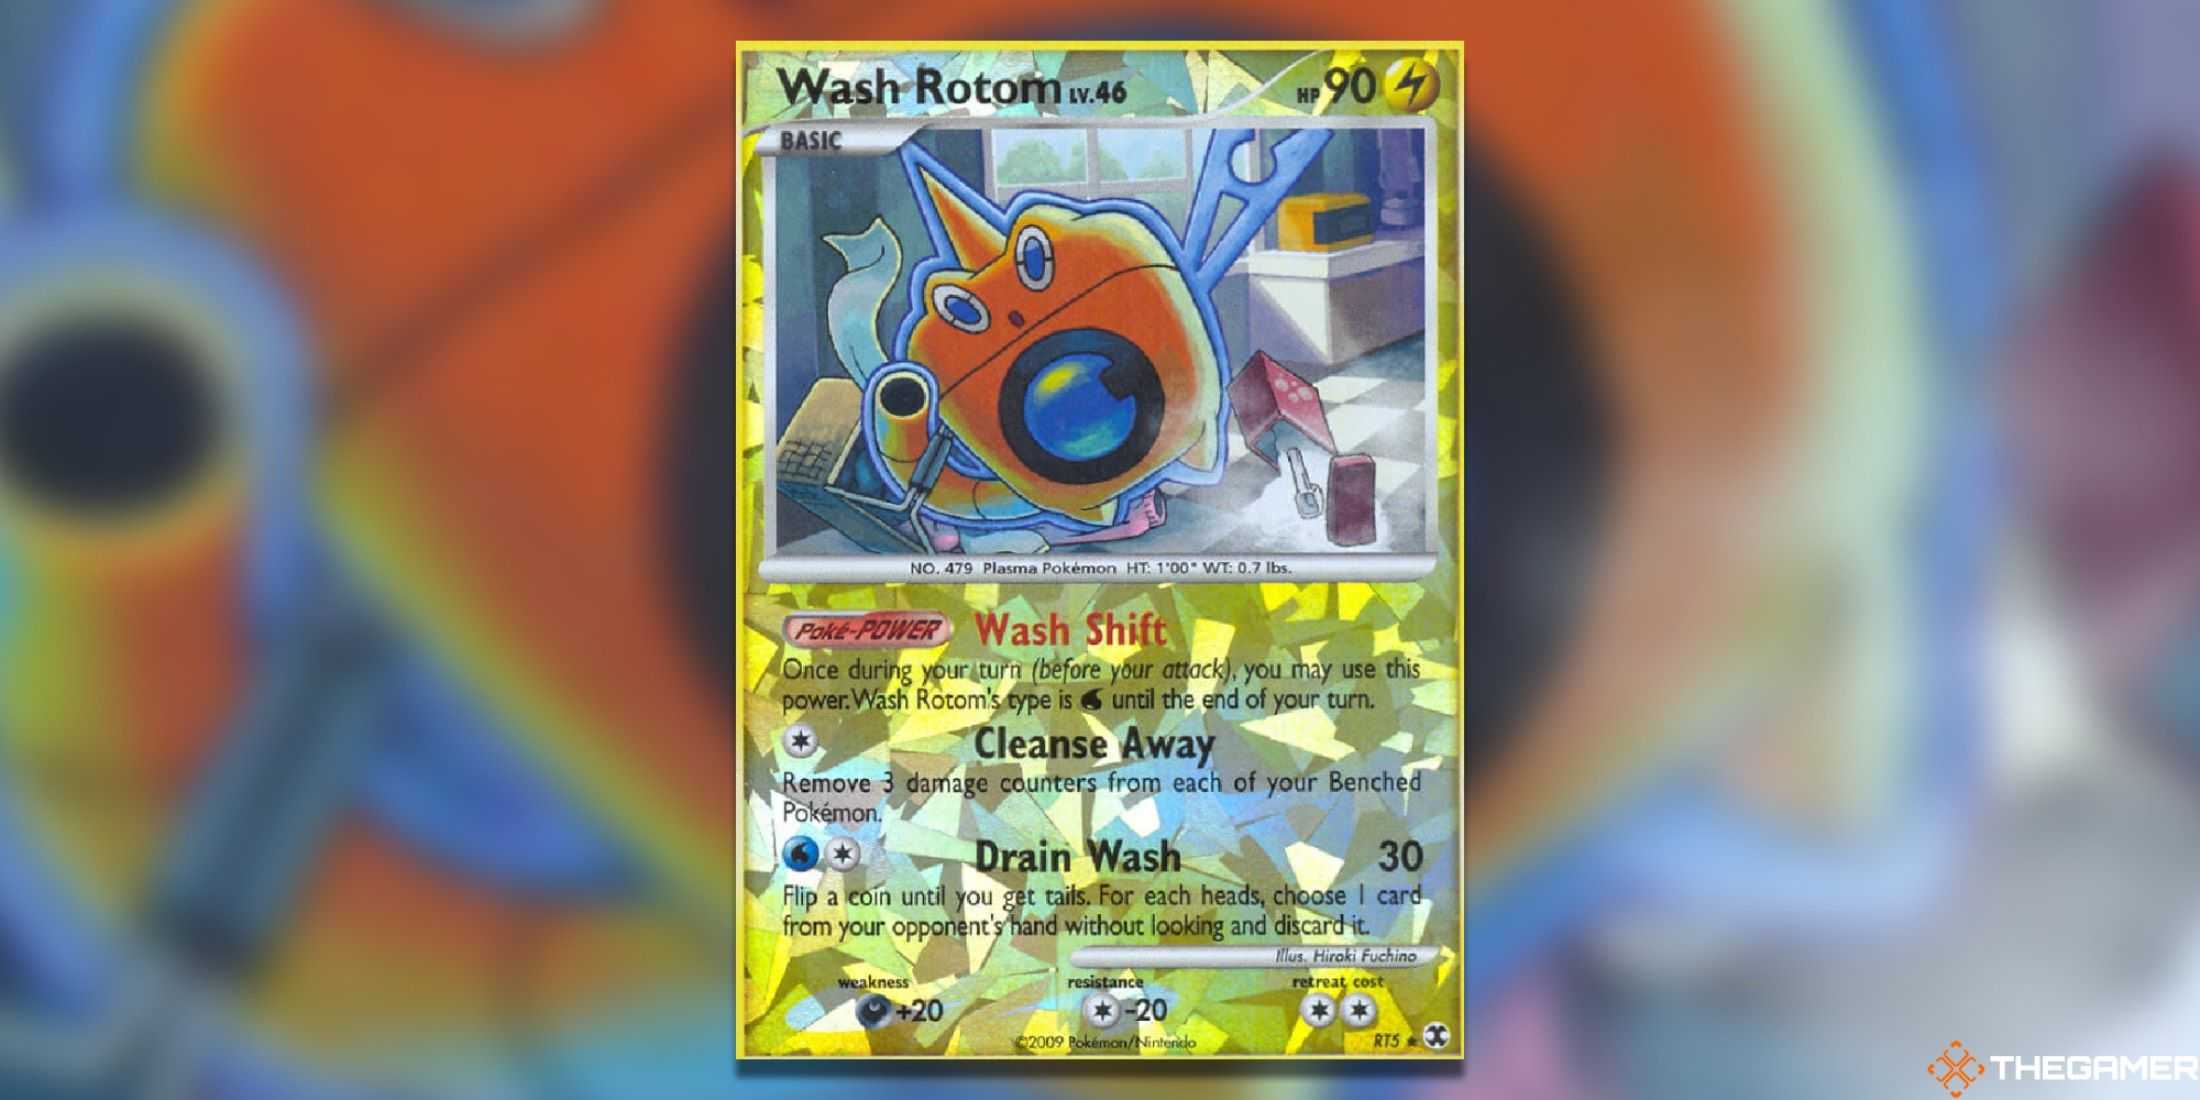 Wash Rotom LV.46 HP 90
BASIC
NO. 479 Plasma Pokémon HT: 1'00" WT: 0.7 lbs.
Poké-POWER Wash Shift
Once during your turn (before your attack), you may use this
power. Wash Rotom's type is until the end of your turn.
Cleanse Away
Remove 3 damage counters from each of your Benched
Pokémon.
Drain Wash 30
Flip a coin until you get tails. For each heads, choose 1 card
from your opponent's hand without looking and discard it.
Illus. Hiroki Fuchino
weakness resistance retreat cost
+20 -20
©2009 Pokémon/Nintendo RT5
THEGAMER